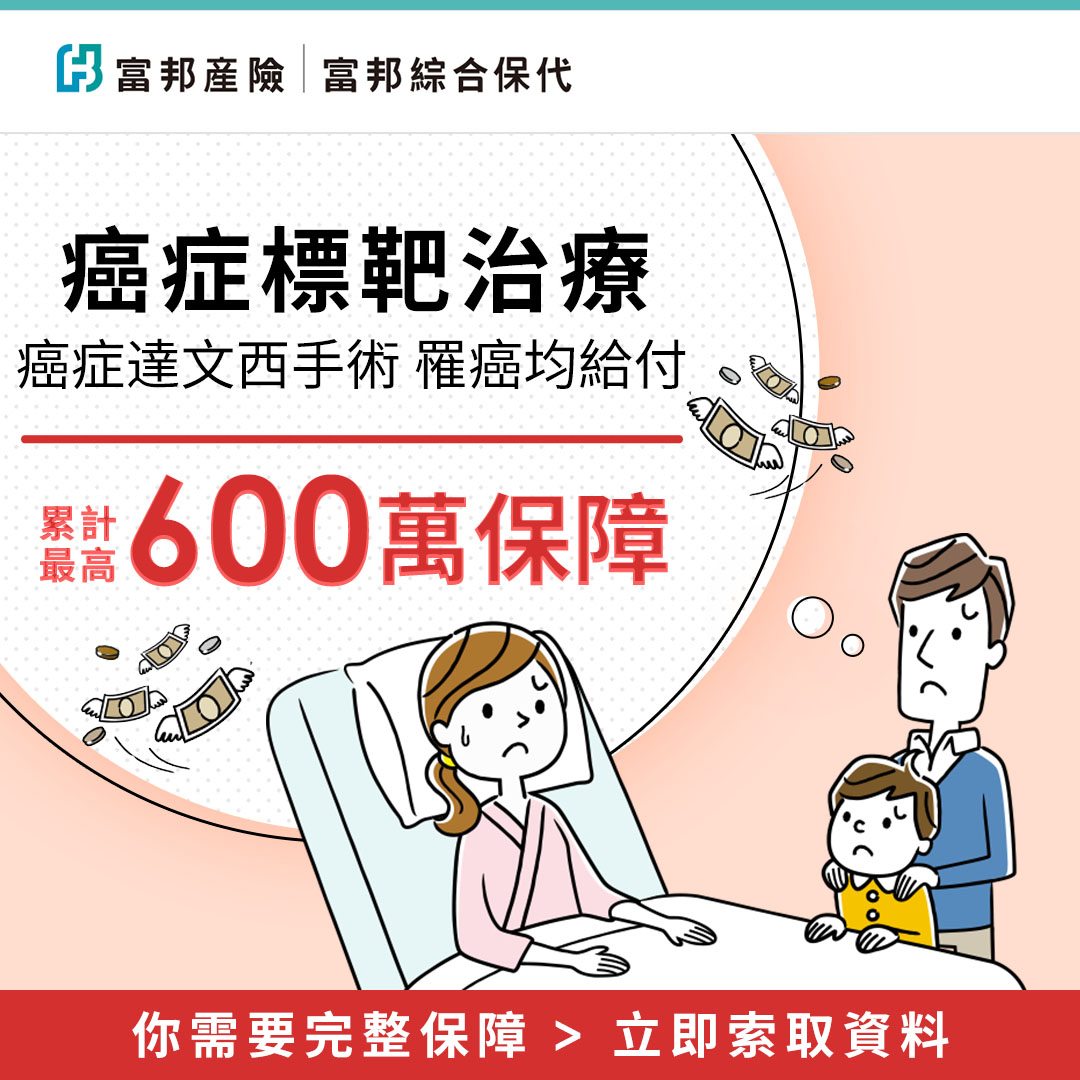 富邦産險 | 富邦綜合保代
癌症標靶治療
癌症達文西手術 罹癌均給付
累計最高600萬保障
你需要完整保障 > 立即索取資料